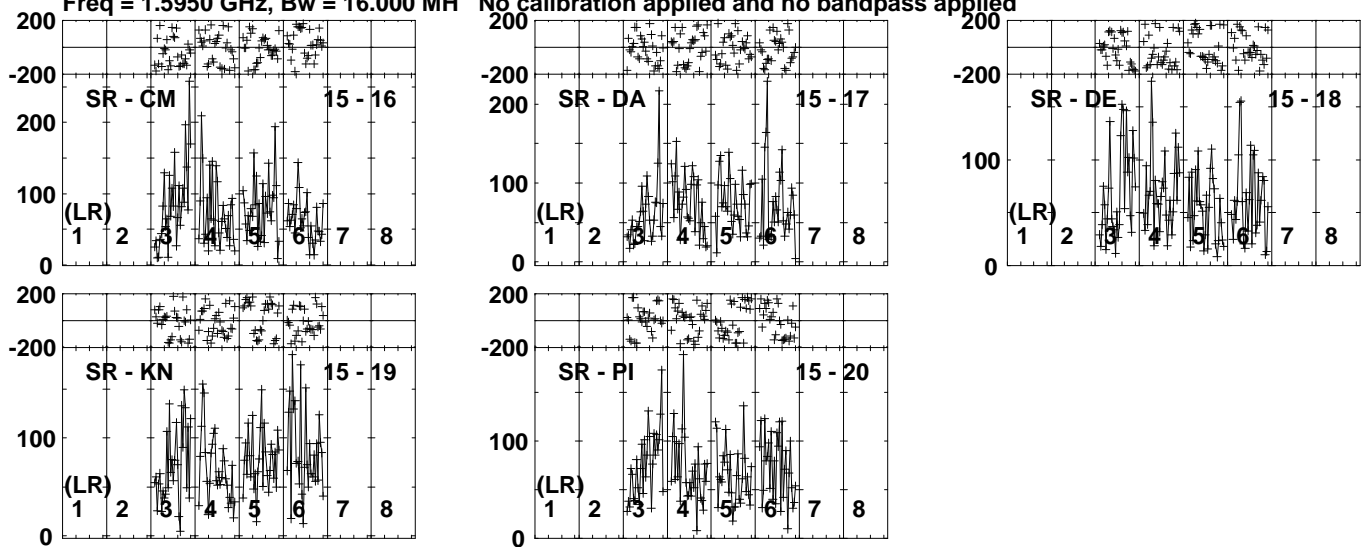 Freq = 1.5950 GHz, Bw = 16.000 MH No calibration applied and no bandpass applied
200
-200
SR - CM 15 - 16
200
100
(LR)
1 2 3 4 5 6 7 8
0
200
-200
SR - DA 15 - 17
200
100
(LR)
1 2 3 4 5 6 7 8
0
200
-200
SR - DE 15 - 18
100
(LR)
1 2 3 4 5 6 7 8
0
200
-200
SR - KN 15 - 19
100
(LR)
1 2 3 4 5 6 7 8
0
200
-200
SR - PI 15 - 20
100
(LR)
1 2 3 4 5 6 7 8
0